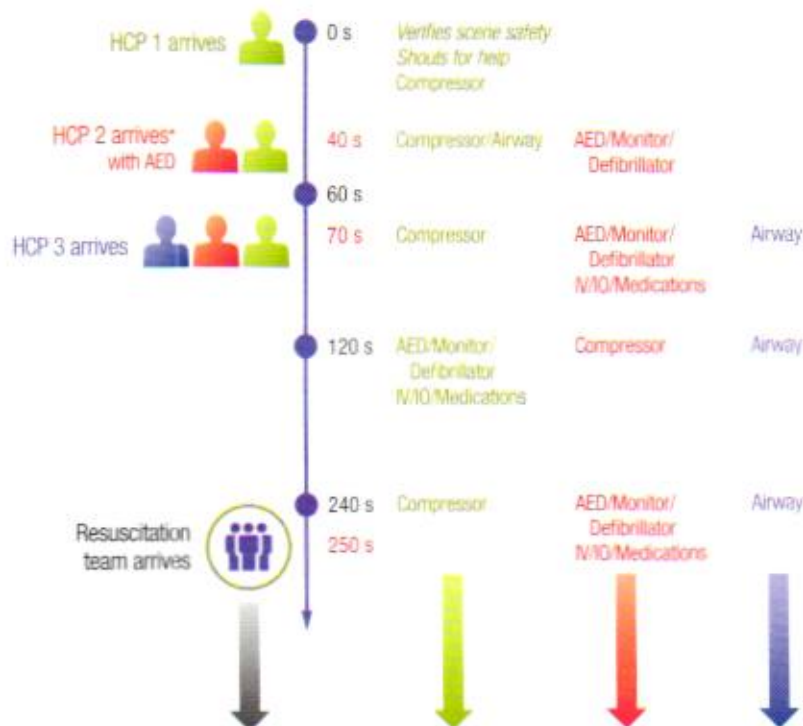 HCP 1 arrives
0 s
Verifies scene safety
Shouts for help
Compressor
HCP 2 arrives*
with AED
40 s
Compressor/Airway
AED/Monitor/
Defibrillator
60 s
HCP 3 arrives
70 s
Compressor
AED/Monitor/
Defibrillator
IV/IO/Medications
Airway
120 s
AED/Monitor/
Defibrillator
IV/IO/Medications
Compressor
Airway
Resuscitation
team arrives
240 s
250 s
Compressor
AED/Monitor/
Defibrillator
IV/IO/Medications
Airway